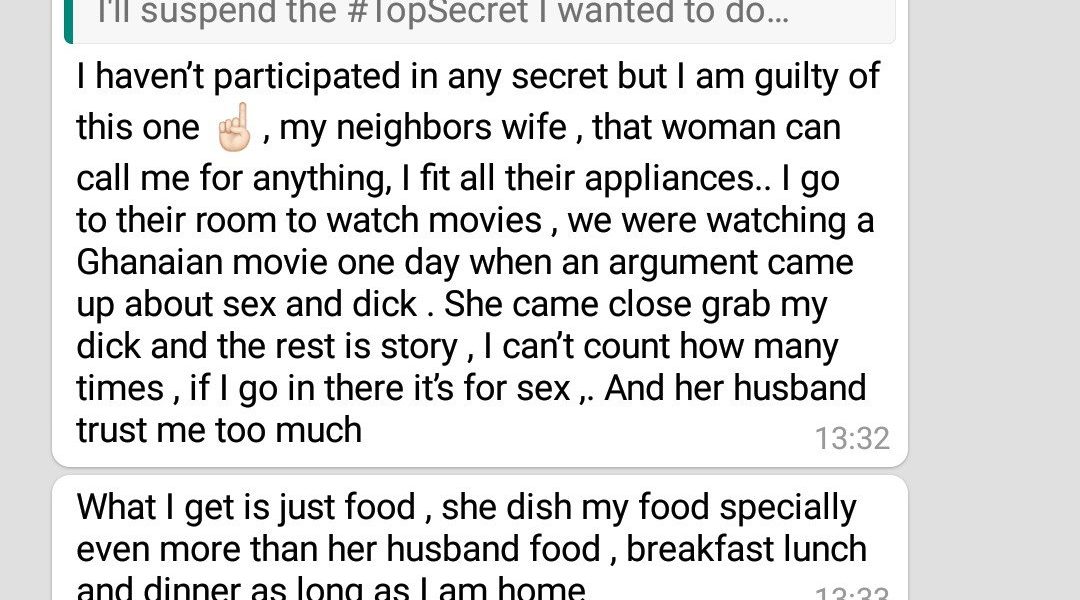 I'll suspend the #TopSecret I wanted to do…
I haven't participated in any secret but I am guilty of
this one ☝🏻 , my neighbors wife , that woman can
call me for anything, I fit all their appliances.. I go
to their room to watch movies , we were watching a
Ghanaian movie one day when an argument came
up about sex and dick . She came close grab my
dick and the rest is story , I can't count how many
times , if I go in there it's for sex ,. And her husband
trust me too much
13:32
What I get is just food , she dish my food specially
even more than her husband food , breakfast lunch
and dinner as long as I am home
13:33